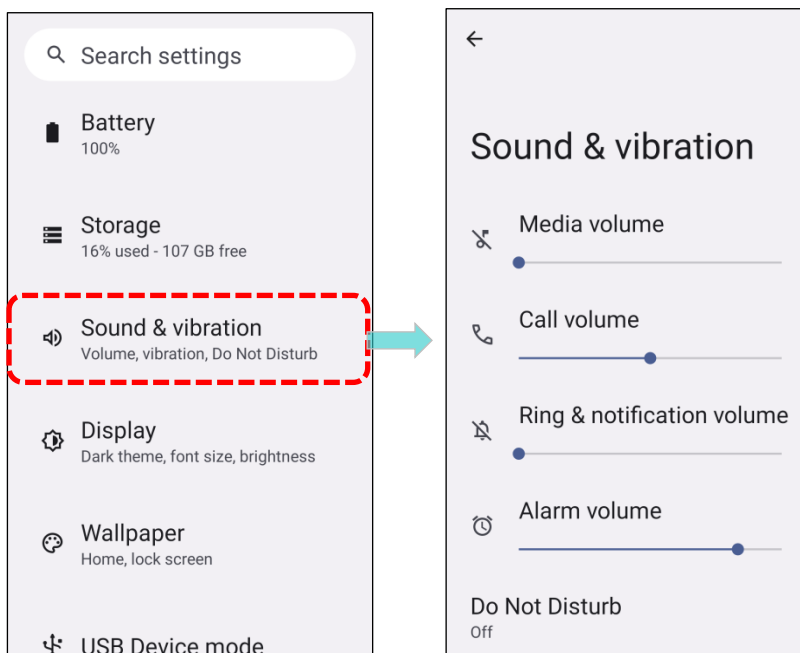 Search settings
Battery
100%
Storage
16% used - 107 GB free
Sound & vibration
Volume, vibration, Do Not Disturb
Display
Dark theme, font size, brightness
Wallpaper
Home, lock screen
USB Device mode
Sound & vibration
Media volume
Call volume
Ring & notification volume
Alarm volume
Do Not Disturb
Off